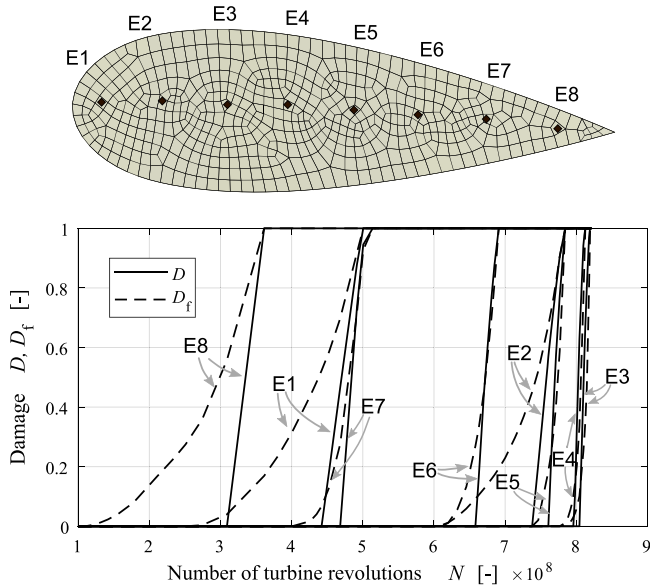 E1 E2 E3 E4 E5 E6 E7 E8
Damage D, D_f [-]
1
0.8
0.6
0.4
0.2
0
D
D_f
E8
E1
E7
E6
E2
E5
E4
E3
1 2 3 4 5 6 7 8 9
Number of turbine revolutions N [-] ×10^8